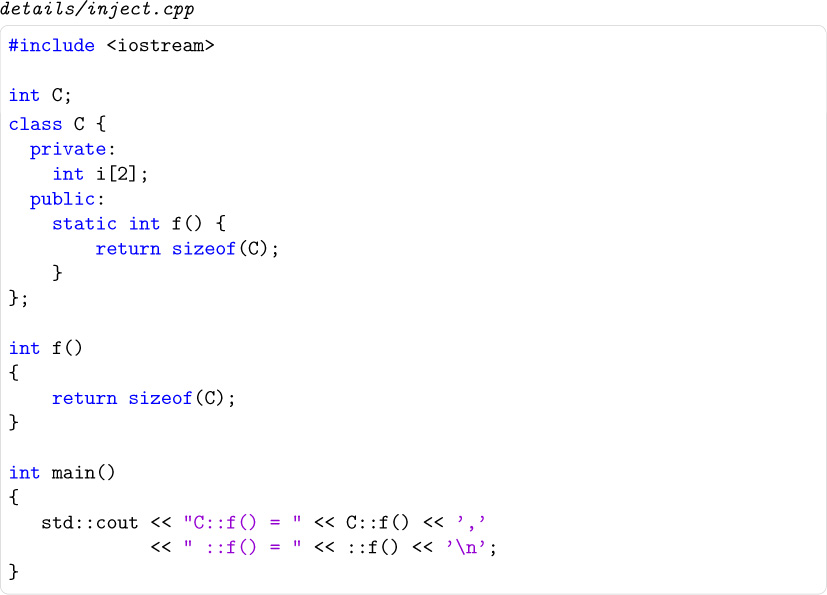 details/inject.cpp
#include <iostream>

int C;
class C {
  private:
    int i[2];
  public:
    static int f() {
        return sizeof(C);
    }
};

int f()
{
    return sizeof(C);
}

int main()
{
   std::cout << "C::f() = " << C::f() << ’,’
             << " ::f() = " << ::f() << ’\n’;
}